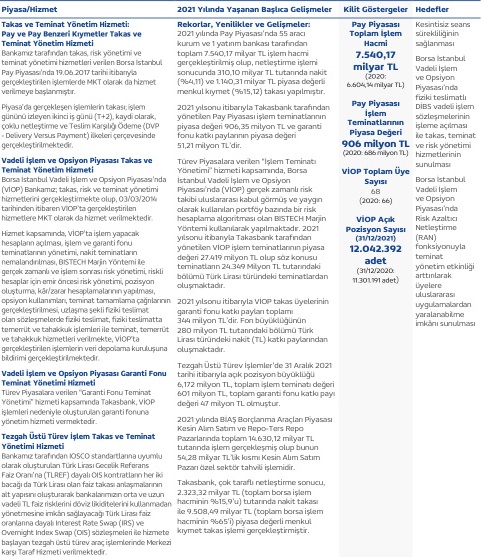 Piyasa/Hizmet
2021 Yılında Yaşanan Başlıca Gelişmeler
Kilit Göstergeler
Hedefler
Takas ve Teminat Yönetim Hizmeti:
Pay ve Pay Benzeri Kıymetler Takas ve
Teminat Yönetim Hizmeti
Bankamız tarafından takas, risk yönetimi ve
teminat yönetimi hizmetleri verilen Borsa İstanbul
Pay Piyasası'nda 19.06.2017 tarihi itibarıyla
gerçekleştirilen işlemlerde MKT olarak da hizmet
verilmeye başlanmıştır.
Piyasa'da gerçekleşen işlemlerin takası; işlem
gününü izleyen ikinci iş günü (T+2), kaydi olarak,
çoklu netleştirme ve Teslim Karşılığı Ödeme (DVP
- Delivery Versus Payment) ilkeleri çerçevesinde
gerçekleştirilmektedir.
Vadeli İşlem ve Opsiyon Piyasası Takas ve
Teminat Yönetim Hizmeti
Borsa İstanbul Vadeli İşlem ve Opsiyon Piyasası'nda
(VİOP) Bankamız; takas, risk ve teminat yönetimi
hizmetlerini gerçekleştirmekte olup, 03/03/2014
tarihinden itibaren VİOP'ta gerçekleştirilen
hizmetlere MKT olarak da hizmet vermektedir.
Hizmet kapsamında, VİOP'ta işlem yapacak
hesapların açılması, işlem ve garanti fonu
teminatlarının yönetimi, nakit teminatların
nemalandırılması, BISTECH Marjin Yöntemi ile
gerçek zamanlı ve işlem sonrası risk yönetimi, riskli
hesaplar için emir öncesi risk yönetimi, pozisyon
oluşturma, kâr/zarar hesaplamalarının yapılması,
opsiyon kullanımları, teminat tamamlama çağrılarının
gerçekleştirilmesi, uzlaşma şekli fiziki teslimat
olan sözleşmelerde fiziki teslimat, fiziki teslimatta
temerrüt ve tahakkuk işlemleri ile teminat, temerrüt
ve tahakkuk hizmetleri verilmekte, VİOP'ta
gerçekleştirilen işlemlerin veri depolama kuruluşuna
bildirimi gerçekleştirilmektedir.
Vadeli İşlem ve Opsiyon Piyasası Garanti Fonu
Teminat Yönetimi Hizmeti
Türev Piyasalara verilen "Garanti Fonu Teminat
Yönetimi" hizmeti kapsamında Takasbank, VİOP
işlemleri nedeniyle oluşturulan garanti fonuna
yönetim hizmeti vermektedir.
Tezgah Üstü Türev İşlem Takas ve Teminat
Yönetimi Hizmeti
Bankamız tarafından IOSCO standartlarına uyumlu
olarak oluşturulan Türk Lirası Gecelik Referans
Faiz Oranı'na (TLREF) dayalı OIS kontratların her iki
bacağı da Türk Lirası olan faiz takası anlaşmalarının
alt yapısını oluşturarak bankalarımızın orta ve uzun
vadeli TL faiz risklerini döviz likiditelerini kullanmadan
yönetmesine imkân sağlayacağı Türk Lirası faiz
oranlarına dayalı Interest Rate Swap (IRS) ve
Overnight Index Swap (OIS) sözleşmeleri ile hizmete
başlayan tezgah üstü türev araç işlemlerinde Merkezi
karşı Taraf Hizmeti verilmektedir.
Rekorlar, Yenilikler ve Gelişmeler:
2021 yılında Pay Piyasası'nda 55 aracı
kurum ve 1 yatırım bankası tarafından
toplam 7.540,17 milyar TL işlem hacmi
gerçekleştirilmiş olup, netleştirme işlemi
sonucunda 310,10 milyar TL tutarında nakit
(%4,11) ve 1.140,31 milyar TL piyasa değerli
menkul kıymet (%15,12) takası yapılmıştır.
2021 yılsonu itibarıyla Takasbank tarafından
yönetilen Pay Piyasası işlem teminatlarının
piyasa değeri 906,35 milyon TL ve garanti
fonu katkı paylarının piyasa değeri
51,21 milyon TL'dir.
Türev Piyasalara verilen "İşlem Teminatı
Yönetimi" hizmeti kapsamında, Borsa
İstanbul Vadeli İşlem ve Opsiyon
Piyasası'nda (VİOP) gerçek zamanlı risk
takibi uluslararası kabul görmüş ve yaygın
olarak kullanılan portföy bazında bir risk
hesaplama algoritması olan BISTECH Marjin
Yöntemi kullanılarak yapılmaktadır. 2021
yılsonu itibarıyla Takasbank tarafından
yönetilen VİOP işlem teminatlarının piyasa
değeri 27.419 milyon TL olup söz konusu
teminatların 24.349 Milyon TL tutarındaki
bölümü Türk Lirası türündeki teminatlardan
oluşmaktadır.
2021 yılsonu itibarıyla VİOP takas üyelerinin
garanti fonu katkı payları toplamı
344 milyon TL'dir. Fon büyüklüğünün
280 milyon TL tutarındaki bölümü Türk
Lirası türündeki nakit (TL) katkı paylarından
oluşmaktadır.
Tezgah Üstü Türev İşlemler'de 31 Aralık 2021
tarihi itibarıyla açık pozisyon büyüklüğü
6,172 milyon TL, toplam işlem teminatı değeri
601 milyon TL, toplam garanti fonu katkı payı
değeri 47 milyon TL olmuştur.
2021 yılında BIAŞ Borçlanma Araçları Piyasası
Kesin Alım Satım ve Repo-Ters Repo
Pazarlarında toplam 14.630,12 milyar TL
tutarında işlem gerçekleşmiş olup bunun
54,28 milyar TL'lik kısmı Kesin Alım Satım
Pazarı özel sektör tahvili işlemidir.
Takasbank, çok taraflı netleştirme sonucu,
2.323,32 milyar TL (toplam borsa işlem
hacminin %15,9'u) tutarında nakit takası
ile 9.508,49 milyar TL (toplam borsa işlem
hacminin %65'i) piyasa değerli menkul
kıymet takas işlemi gerçekleştirmiştir.
Pay Piyasası
Toplam İşlem
Hacmi
7.540,17
milyar TL
(2020:
6.604,14 milyar TL)
Pay Piyasası
İşlem
Teminatlarının
Piyasa Değeri
906 milyon TL
(2020: 686 milyon TL)
VİOP Toplam Üye
Sayısı
68
(2020: 66)
VİOP Açık
Pozisyon Sayısı
(31/12/2021)
12.042.392
adet
(31/12/2020:
11.301.191 adet)
Kesintisiz seans
sürekliliğinin
sağlanması
Borsa İstanbul
Vadeli İşlem
ve Opsiyon
Piyasası'nda
fiziki teslimatlı
DİBS vadeli işlem
sözleşmelerinin
işleme açılması
ile takas, teminat
ve risk yönetimi
hizmetlerinin
sunulması
Borsa İstanbul
Vadeli İşlem
ve Opsiyon
Piyasası'nda
Risk Azaltıcı
Netleştirme
(RAN)
fonksiyonuyla
teminat
yönetim etkinliği
arttırılarak
üyelere
uluslararası
uygulamalardan
yararlanabilme
imkânı sunulması